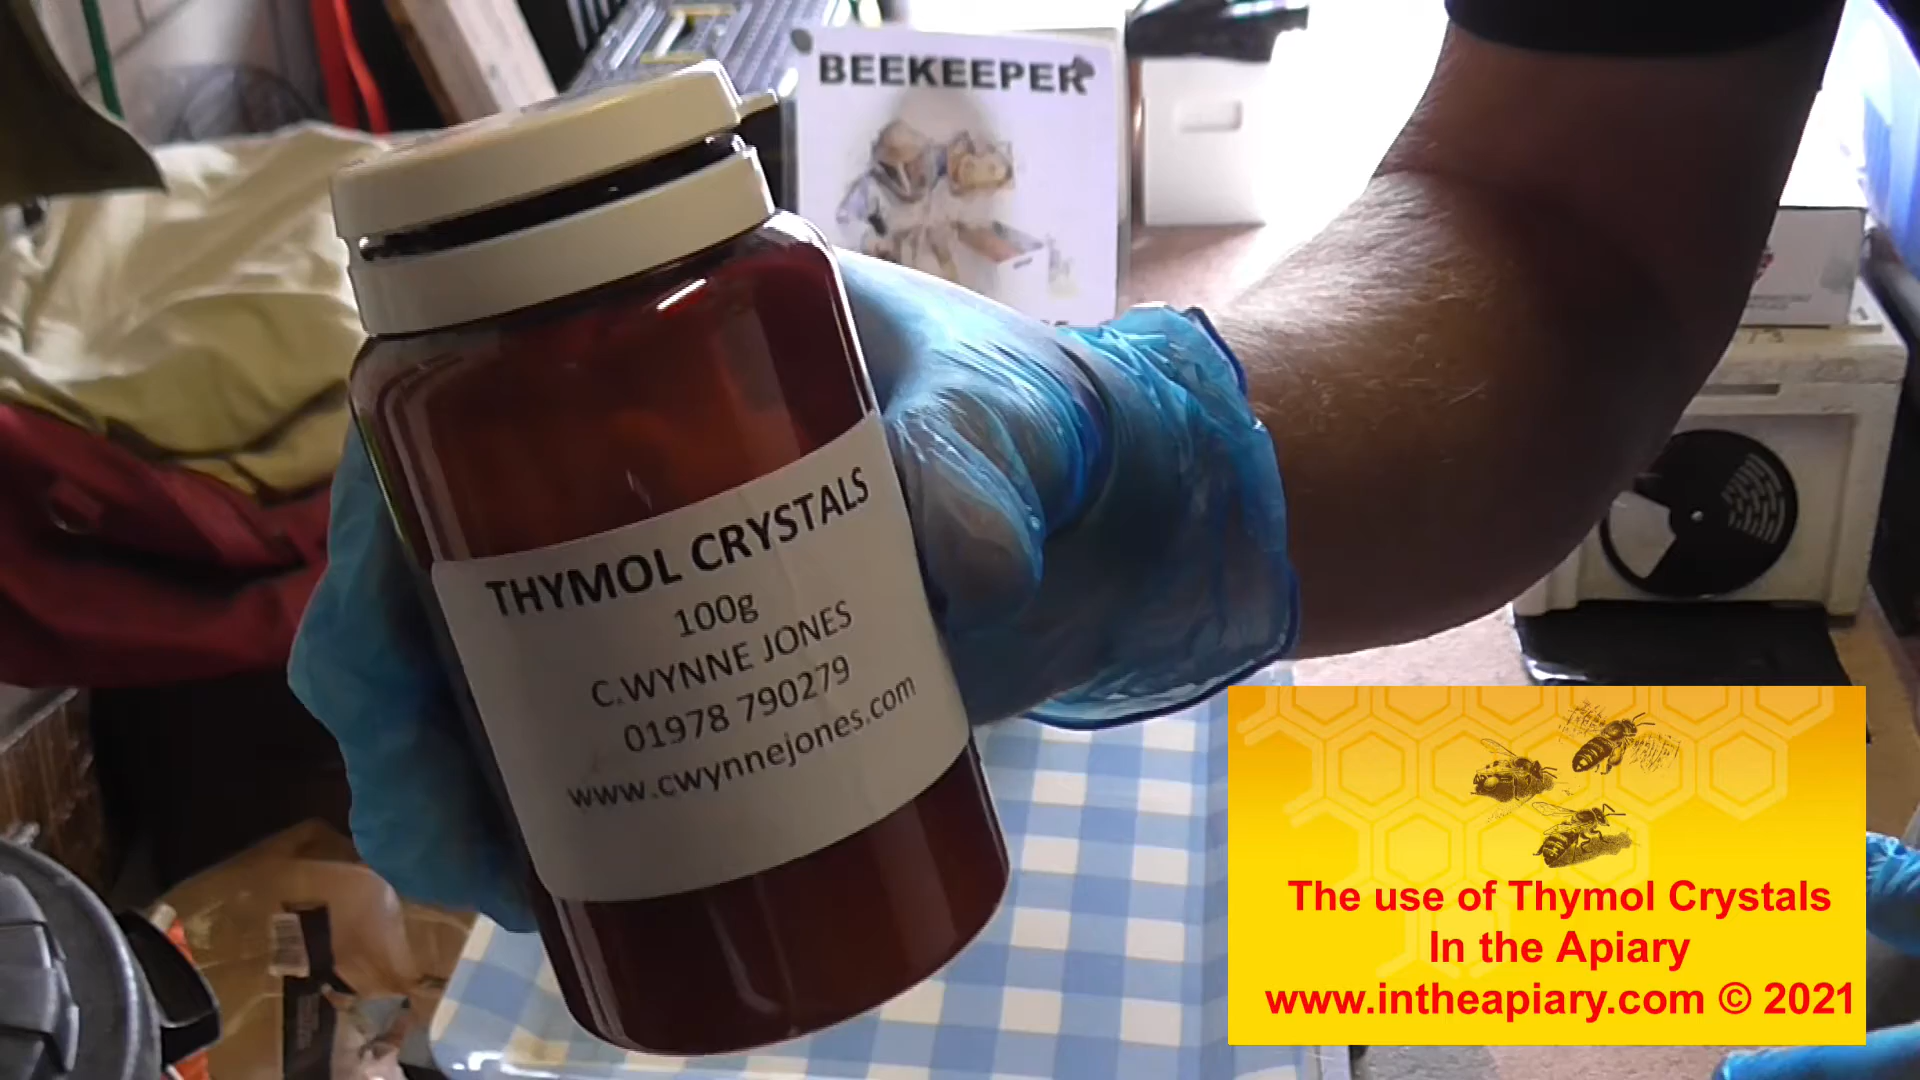 BEEKEEPER
THYMOL CRYSTALS
100g
C.WYNNE JONES
01978 790279
www.cwynnejones.com
The use of Thymol Crystals
In the Apiary
www.intheapiary.com © 2021